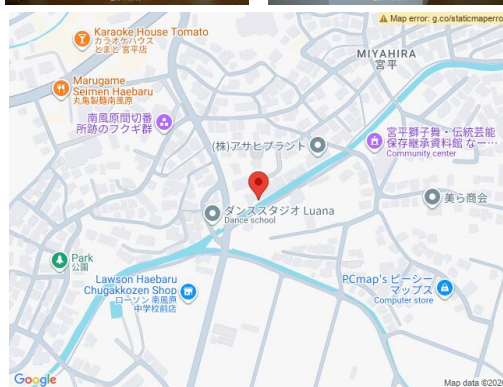 Map error: g.co/staticmaperro
Karaoke House Tomato
カラオケハウス
とまと 宮平店
MIYAHIRA
宮平
Marugame
Seimen Haebaru
丸亀製麺南風原
南風原間切番
所跡のフクギ群
(株)アサヒプラント
宮平獅子舞・伝統芸能
保存継承資料館 なー…
Community center
ダンススタジオ Luana
Dance school
美ら商会
Park
公園
Lawson Haebaru
Chugakkozen Shop
ローソン 南風原
中学校前店
PCmap's ピーシー
マップス
Computer store
Google
Map data ©202